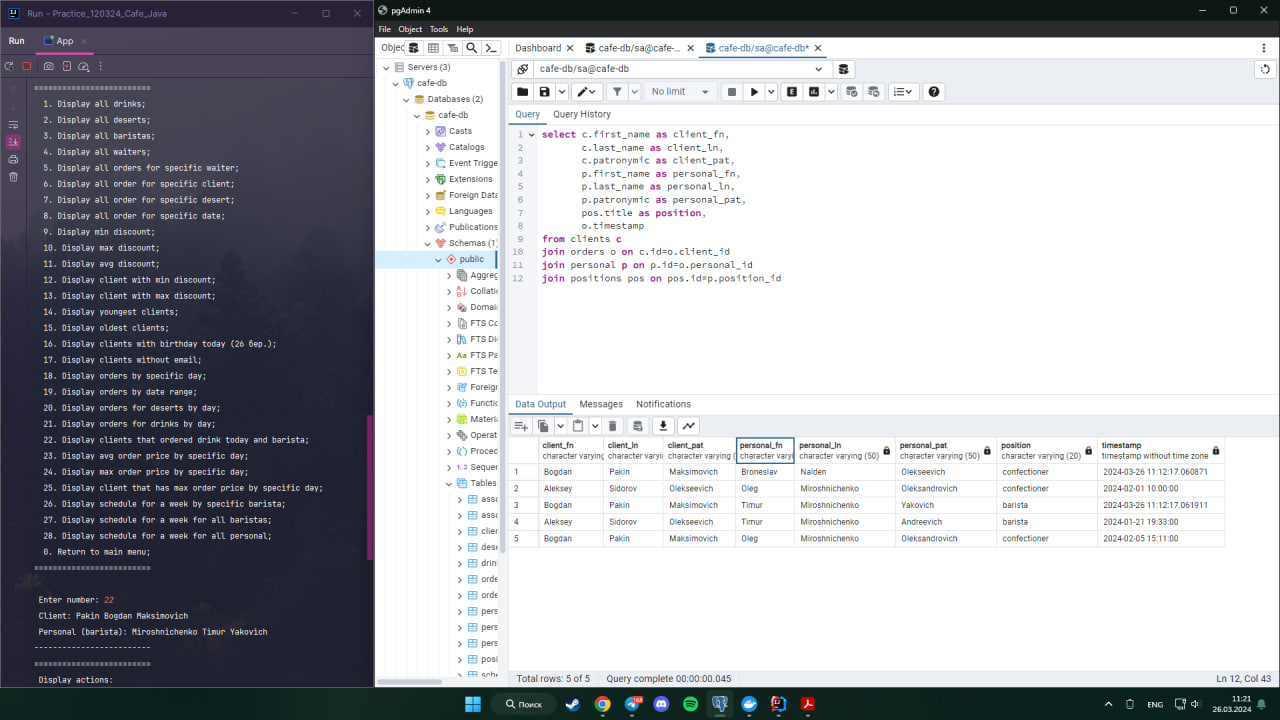 Run - Practice_120324_Cafe_Java
Run App
=========================
1. Display all drinks;
2. Display all deserts;
3. Display all baristas;
4. Display all waiters;
5. Display all orders for specific waiter;
6. Display all order for specific client;
7. Display all order for specific desert;
8. Display all order for specific date;
9. Display min discount;
10. Display max discount;
11. Display avg discount;
12. Display client with min discount;
13. Display client with max discount;
14. Display youngest clients;
15. Display oldest clients;
16. Display clients with birthday today (26 бер.);
17. Display clients without email;
18. Display orders by specific day;
19. Display orders by date range;
20. Display orders for deserts by day;
21. Display orders for drinks by day;
22. Display clients that ordered drink today and barista;
23. Display avg order price by specific day;
24. Display max order price by specific day;
25. Display client that has max order price by specific day;
26. Display schedule for a week by specific barista;
27. Display schedule for a week for all baristas;
28. Display schedule for a week for all personal;
0. Return to main menu;
=========================
Enter number: 22
Client: Pakin Bogdan Maksimovich
Personal (barista): Miroshnichenko Timur Yakovich
-------------------------
=========================
Display actions:
pgAdmin 4
File Object Tools Help
Objec
Servers (3)
cafe-db
Databases (2)
cafe-db
Casts
Catalogs
Event Trigge
Extensions
Foreign Data
Languages
Publications
Schemas (1)
public
Aggreg
Collatio
Domai
FTS Co
FTS Di
FTS Pa
FTS Te
Foreign
Functio
Materia
Operat
Proced
1..3 Sequen
Tables
asso
asso
clien
dese
drin
orde
orde
pers
pers
pers
posi
sche
Dashboard cafe-db/sa@cafe-... cafe-db/sa@cafe-db*
cafe-db/sa@cafe-db
No limit
Query Query History
1 select c.first_name as client_fn,
2 c.last_name as client_ln,
3 c.patronymic as client_pat,
4 p.first_name as personal_fn,
5 p.last_name as personal_ln,
6 p.patronymic as personal_pat,
7 pos.title as position,
8 o.timestamp
9 from clients c
10 join orders o on c.id=o.client_id
11 join personal p on p.id=o.personal_id
12 join positions pos on pos.id=p.position_id
Data Output Messages Notifications
client_fn client_ln client_pat personal_fn personal_ln personal_pat position timestamp
character varying character varying character varying ( character varyi character varying (50) character varying (50) character varying (20) timestamp without time zone
1 Bogdan Pakin Maksimovich Broneslav Naiden Olekseevich confectioner 2024-03-26 11:12:17.060871
2 Aleksey Sidorov Olekseevich Oleg Miroshnichenko Oleksandrovich confectioner 2024-02-01 10:00:00
3 Bogdan Pakin Maksimovich Timur Miroshnichenko Yakovich barista 2024-03-26 11:12:17.061911
4 Aleksey Sidorov Olekseevich Timur Miroshnichenko Andreevich barista 2024-01-21 19:33:00
5 Bogdan Pakin Maksimovich Oleg Miroshnichenko Oleksandrovich confectioner 2024-02-05 15:11:00
Total rows: 5 of 5 Query complete 00:00:00.045 Ln 12, Col 43
Поиск 168 ENG 11:21
26.03.2024